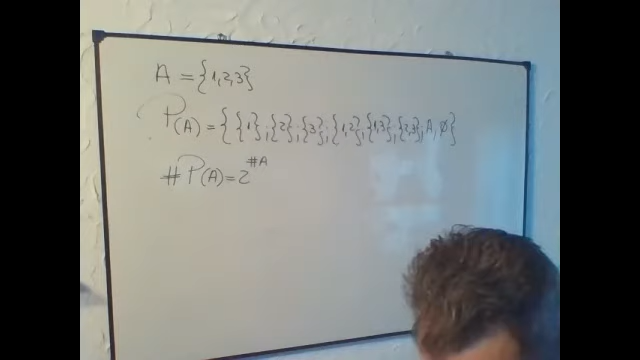 A = {1,2,3}
P(A) = { {1}; {2}; {3}; {1,2}; {1,3}; {2,3}; A, ∅ }
#P(A) = 2^#A